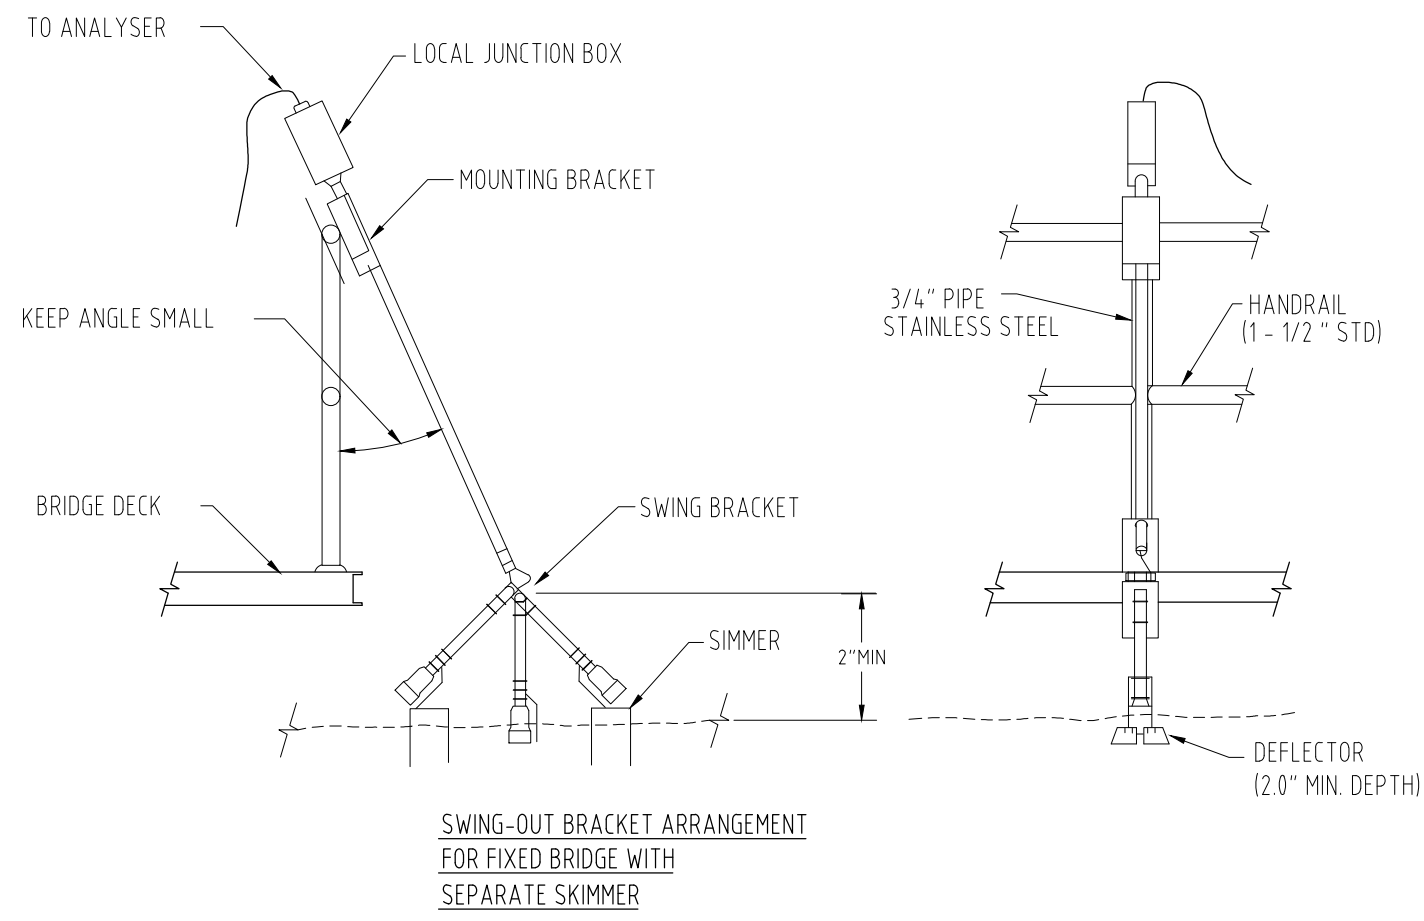 TO ANALYSER
LOCAL JUNCTION BOX
MOUNTING BRACKET
KEEP ANGLE SMALL
BRIDGE DECK
SWING BRACKET
SIMMER
2"MIN
3/4" PIPE
STAINLESS STEEL
HANDRAIL
(1 - 1/2 " STD)
DEFLECTOR
(2.0" MIN. DEPTH)
SWING-OUT BRACKET ARRANGEMENT
FOR FIXED BRIDGE WITH
SEPARATE SKIMMER